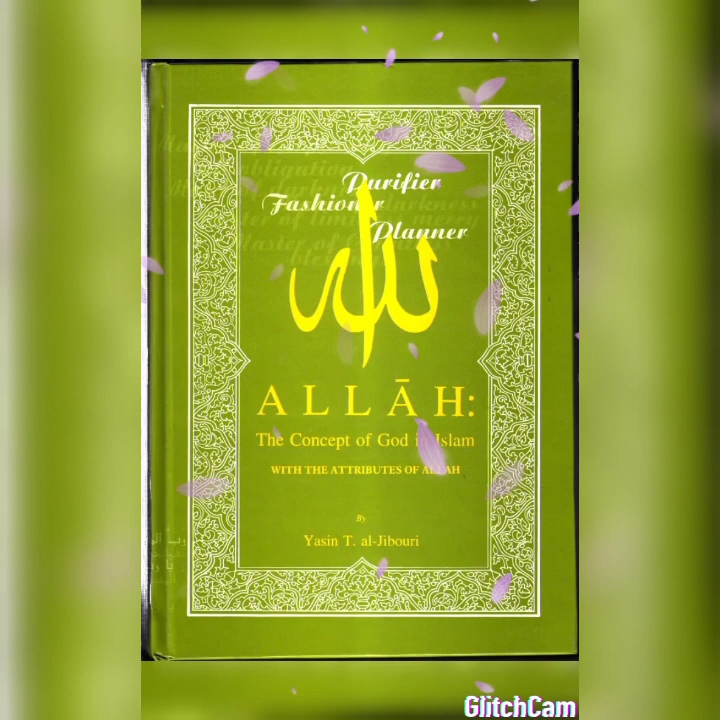 Purifier
Fashioner
Planner
الله
ALLĀH:
The Concept of God in Islam
WITH THE ATTRIBUTES OF ALLAH
By
Yasin T. al-Jibouri
GlitchCam